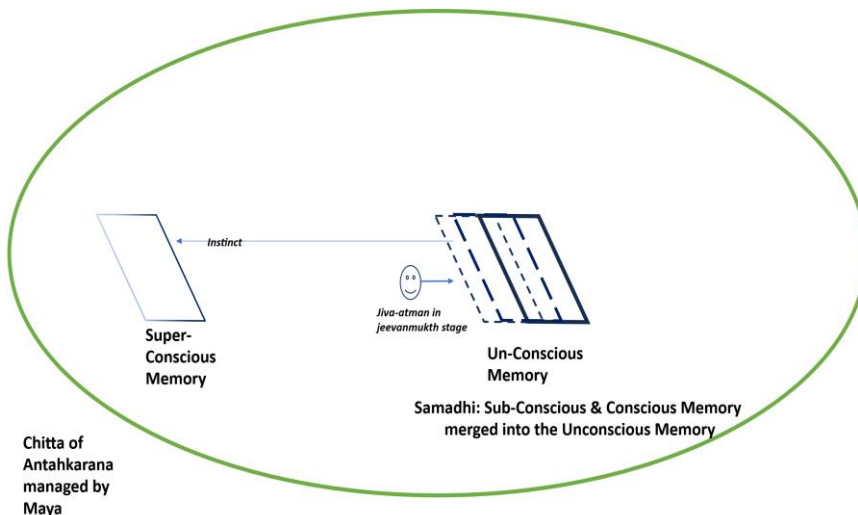 Instinct
Jiva-atman in
jeevanmukth stage
Super-
Conscious
Memory
Un-Conscious
Memory
Samadhi: Sub-Conscious & Conscious Memory
merged into the Unconscious Memory
Chitta of
Antahkarana
managed by
Maya